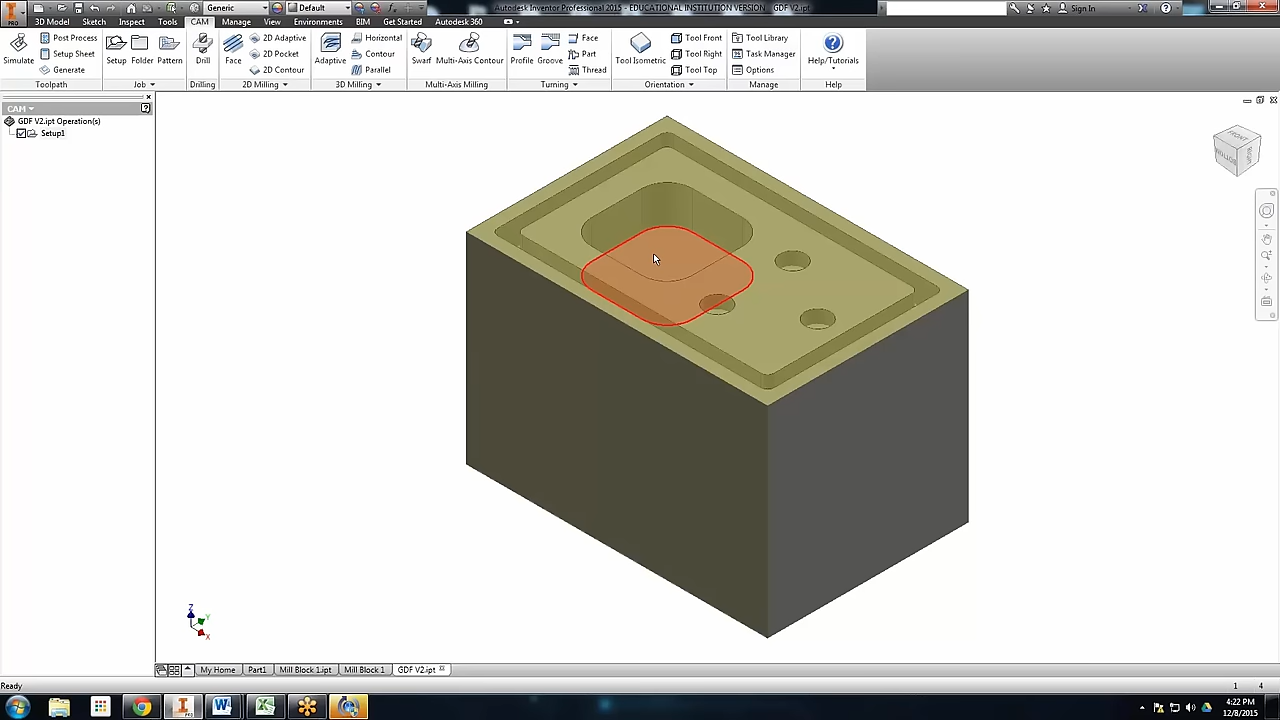 Generic
Default
Autodesk Inventor Professional 2015 - EDUCATIONAL INSTITUTION VERSION GDF V2.ipt
Sign In
PRO
3D Model Sketch Inspect Tools CAM Manage View Environments BIM Get Started Autodesk 360
Simulate
Post Process
Setup Sheet
Generate
Toolpath
Setup Folder Pattern
Job
Drill
Drilling
Face
2D Adaptive
2D Pocket
2D Contour
2D Milling
Adaptive
Horizontal
Contour
Parallel
3D Milling
Swarf Multi-Axis Contour
Multi-Axis Milling
Profile Groove
Face
Part
Thread
Turning
Tool Isometric
Tool Front
Tool Right
Tool Top
Orientation
Tool Library
Task Manager
Options
Manage
Help/Tutorials
Help
CAM
GDF V2.ipt Operation(s)
Setup1
FRONT
BOTTOM
RIGHT
Z
Y
X
My Home Part1 Mill Block 1.ipt Mill Block 1 GDF V2.ipt
Ready
1 4
PRO
4:22 PM
12/8/2015